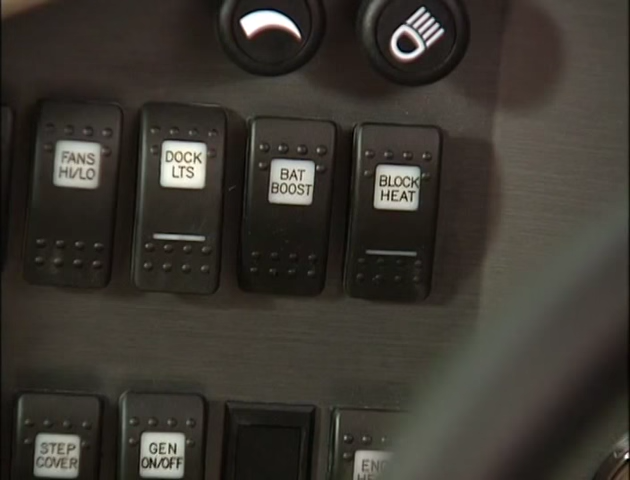 FANS
HI/LO
DOCK
LTS
BAT
BOOST
BLOCK
HEAT
STEP
COVER
GEN
ON/OFF